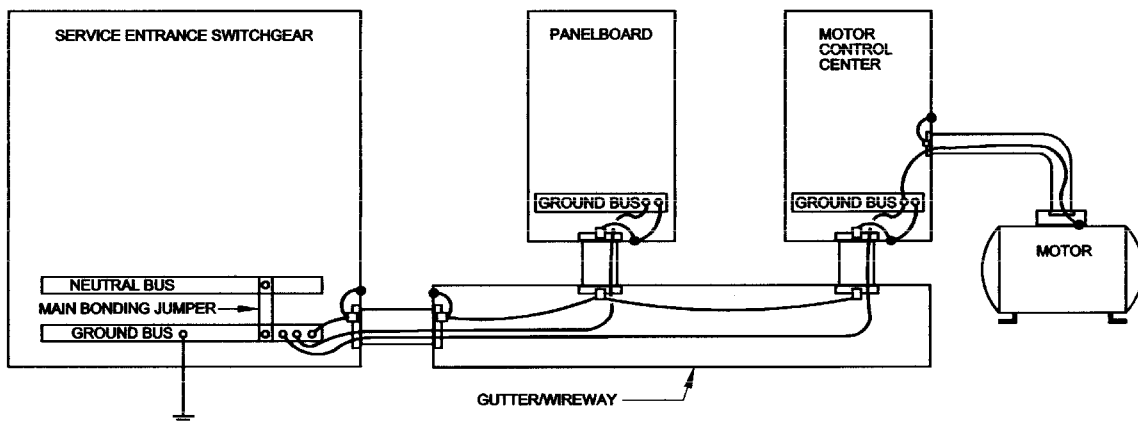 SERVICE ENTRANCE SWITCHGEAR
PANELBOARD
MOTOR
CONTROL
CENTER
GROUND BUS
GROUND BUS
MOTOR
NEUTRAL BUS
MAIN BONDING JUMPER
GROUND BUS
GUTTER/WIREWAY